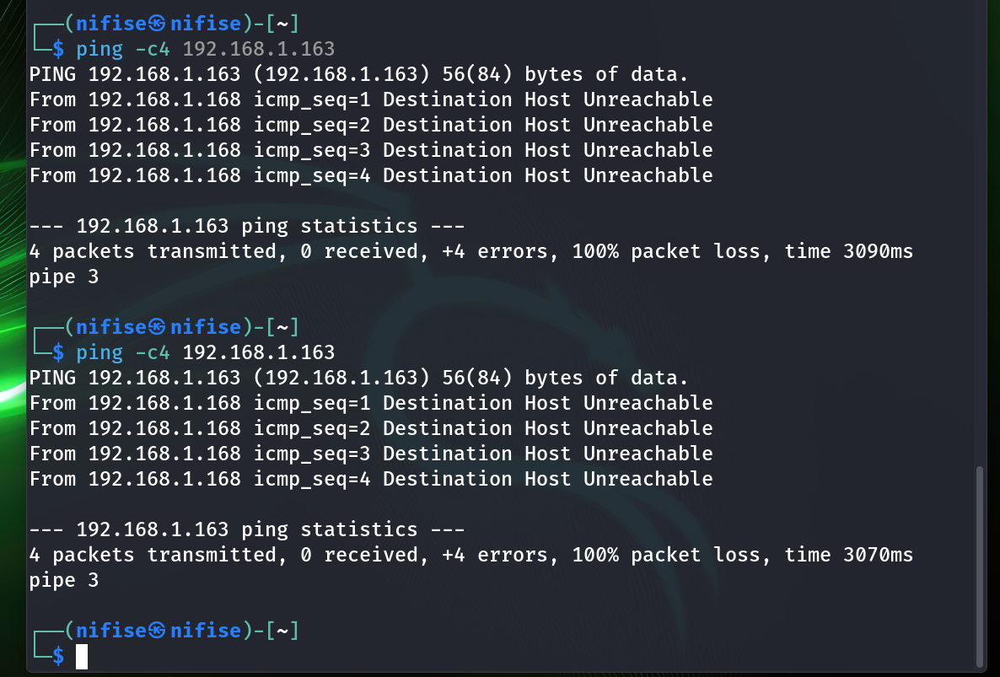 ┌──(nifise㉿nifise)-[~]
└─$ ping -c4 192.168.1.163
PING 192.168.1.163 (192.168.1.163) 56(84) bytes of data.
From 192.168.1.168 icmp_seq=1 Destination Host Unreachable
From 192.168.1.168 icmp_seq=2 Destination Host Unreachable
From 192.168.1.168 icmp_seq=3 Destination Host Unreachable
From 192.168.1.168 icmp_seq=4 Destination Host Unreachable

--- 192.168.1.163 ping statistics ---
4 packets transmitted, 0 received, +4 errors, 100% packet loss, time 3090ms
pipe 3

┌──(nifise㉿nifise)-[~]
└─$ ping -c4 192.168.1.163
PING 192.168.1.163 (192.168.1.163) 56(84) bytes of data.
From 192.168.1.168 icmp_seq=1 Destination Host Unreachable
From 192.168.1.168 icmp_seq=2 Destination Host Unreachable
From 192.168.1.168 icmp_seq=3 Destination Host Unreachable
From 192.168.1.168 icmp_seq=4 Destination Host Unreachable

--- 192.168.1.163 ping statistics ---
4 packets transmitted, 0 received, +4 errors, 100% packet loss, time 3070ms
pipe 3

┌──(nifise㉿nifise)-[~]
└─$